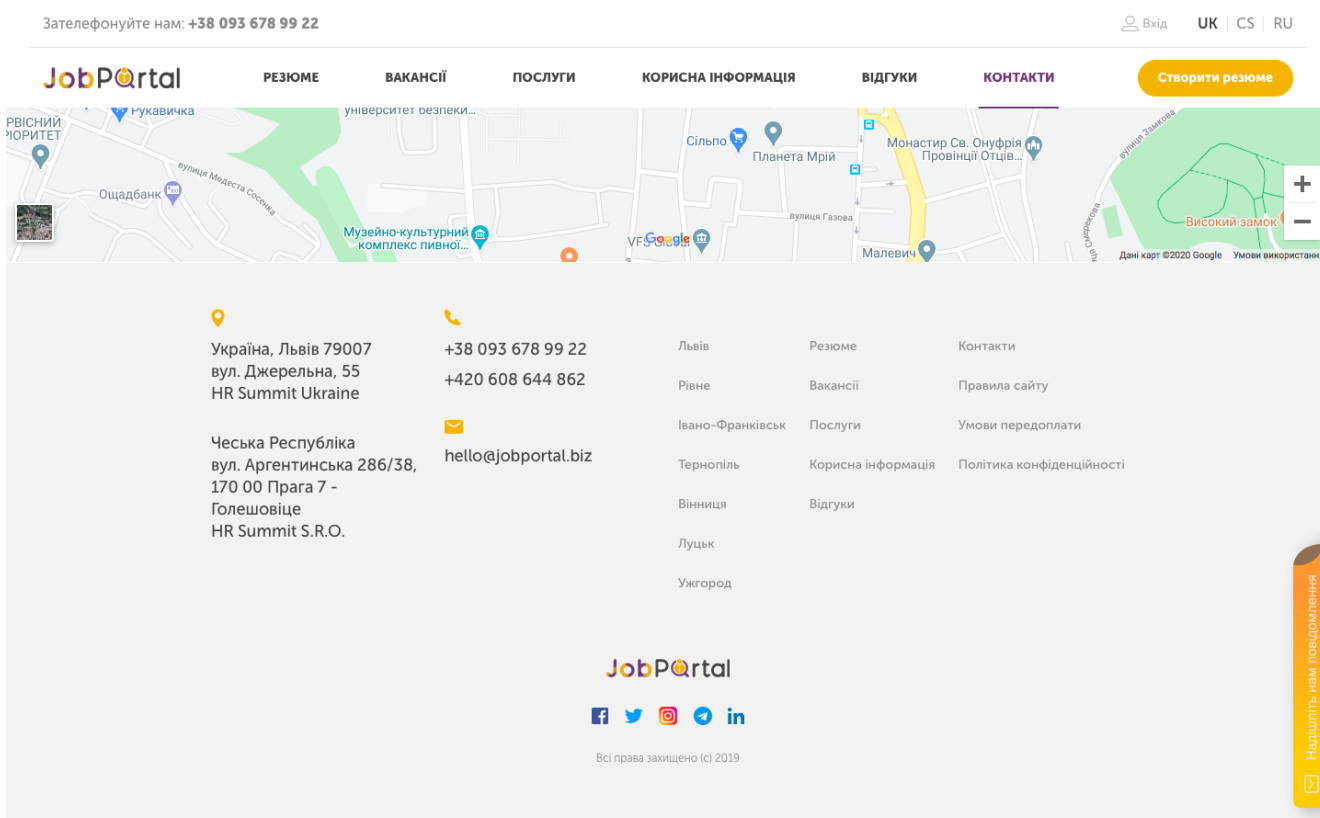 Зателефонуйте нам: +38 093 678 99 22
Вхід
UK CS RU
JobPortal
РЕЗЮМЕ
ВАКАНСІЇ
ПОСЛУГИ
КОРИСНА ІНФОРМАЦІЯ
ВІДГУКИ
КОНТАКТИ
Створити резюме
Рукавичка
університет безпеки...
РВІСНИЙ
РІОРИТЕТ
Сільпо
Планета Мрій
Монастир Св. Онуфрія
Провінції Отців...
вулиця Замкова
вулиця Модеста Сосенка
Ощадбанк
вулиця Газова
Музейно-культурний
комплекс пивної...
Google
Малевич
Високий замок
Дані карт ©2020 Google
Умови використанн
Україна, Львів 79007
вул. Джерельна, 55
HR Summit Ukraine
Чеська Республіка
вул. Аргентинська 286/38,
170 00 Прага 7 -
Голешовіце
HR Summit S.R.O.
+38 093 678 99 22
+420 608 644 862
hello@jobportal.biz
Львів
Рівне
Івано-Франківськ
Тернопіль
Вінниця
Луцьк
Ужгород
Резюме
Вакансії
Послуги
Корисна інформація
Відгуки
Контакти
Правила сайту
Умови передоплати
Політика конфіденційності
Надішліть нам повідомлення
JobPortal
Всі права захищено (c) 2019